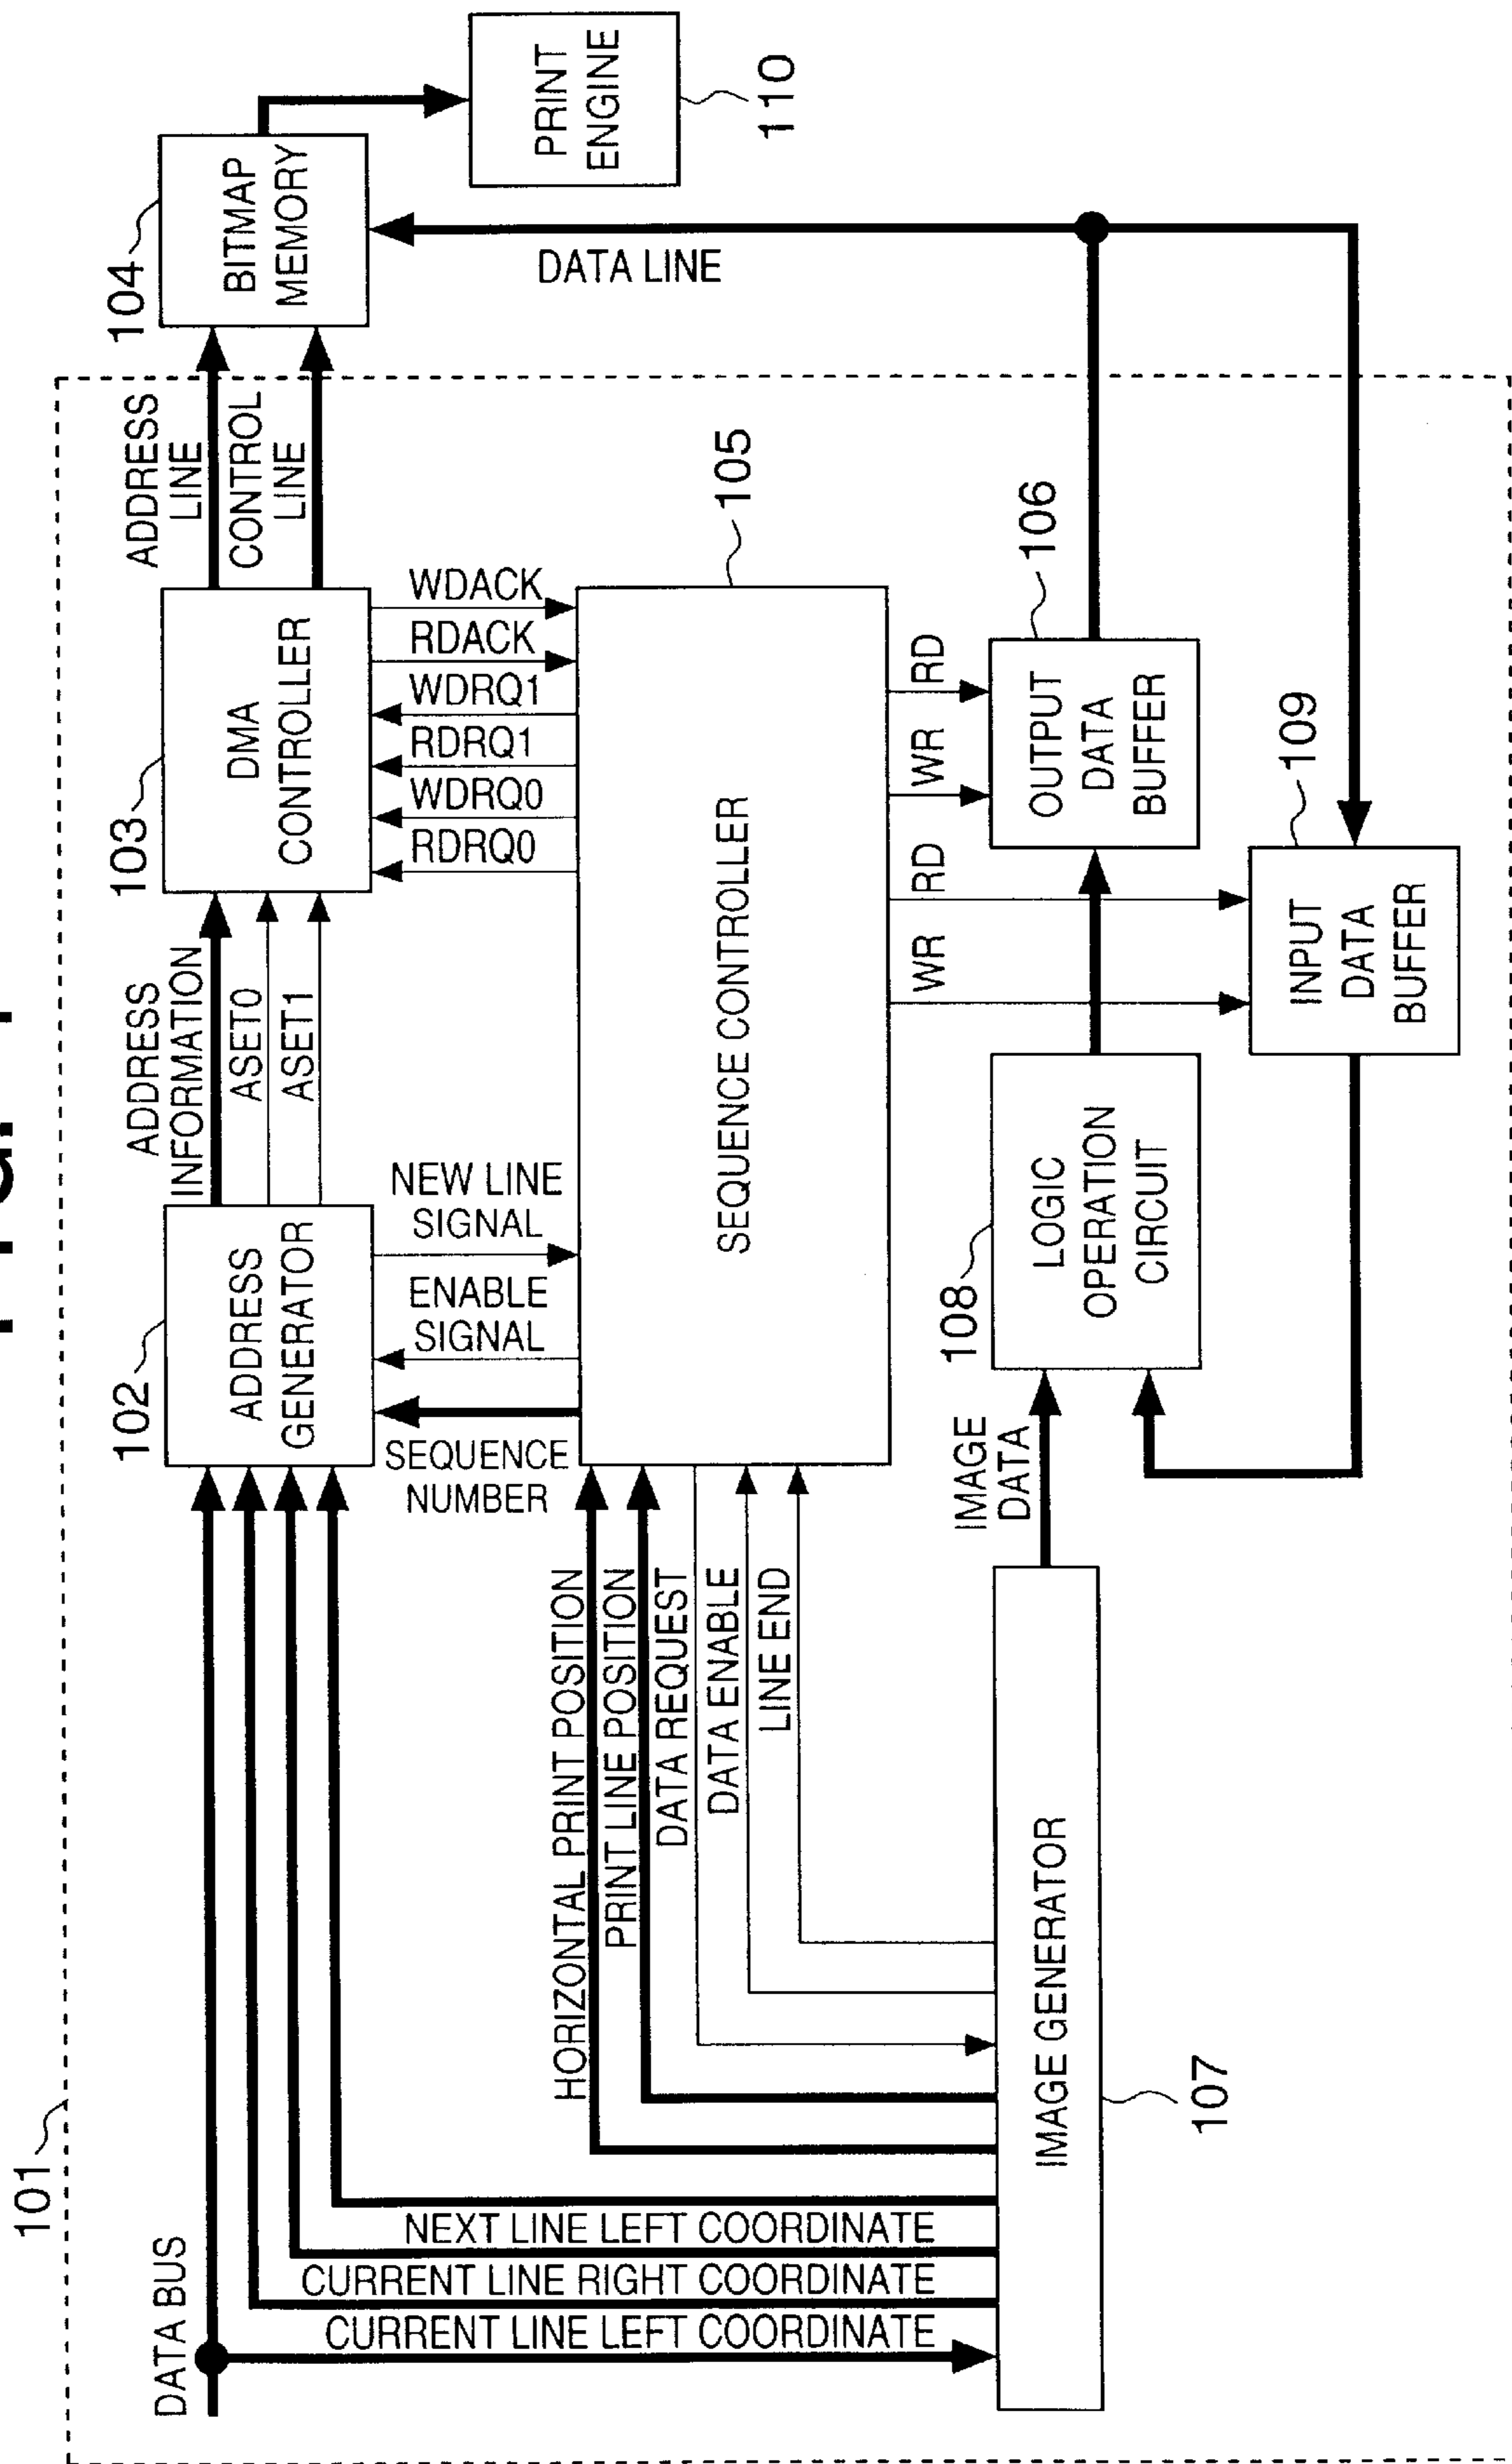 101
DATA BUS
102
ADDRESS
GENERATOR
ADDRESS
INFORMATION
ASET0
ASET1
103
DMA
CONTROLLER
ADDRESS
LINE
CONTROL
LINE
104
BITMAP
MEMORY
PRINT
ENGINE
110
DATA LINE
WDACK
RDACK
WDRQ1
RDRQ1
WDRQ0
RDRQ0
NEW LINE
SIGNAL
ENABLE
SIGNAL
SEQUENCE
NUMBER
SEQUENCE CONTROLLER
105
HORIZONTAL PRINT POSITION
PRINT LINE POSITION
DATA REQUEST
DATA ENABLE
LINE END
NEXT LINE LEFT COORDINATE
CURRENT LINE RIGHT COORDINATE
CURRENT LINE LEFT COORDINATE
WR
RD
WR
RD
IMAGE GENERATOR
107
IMAGE
DATA
108
LOGIC
OPERATION
CIRCUIT
OUTPUT
DATA
BUFFER
106
INPUT
DATA
BUFFER
109